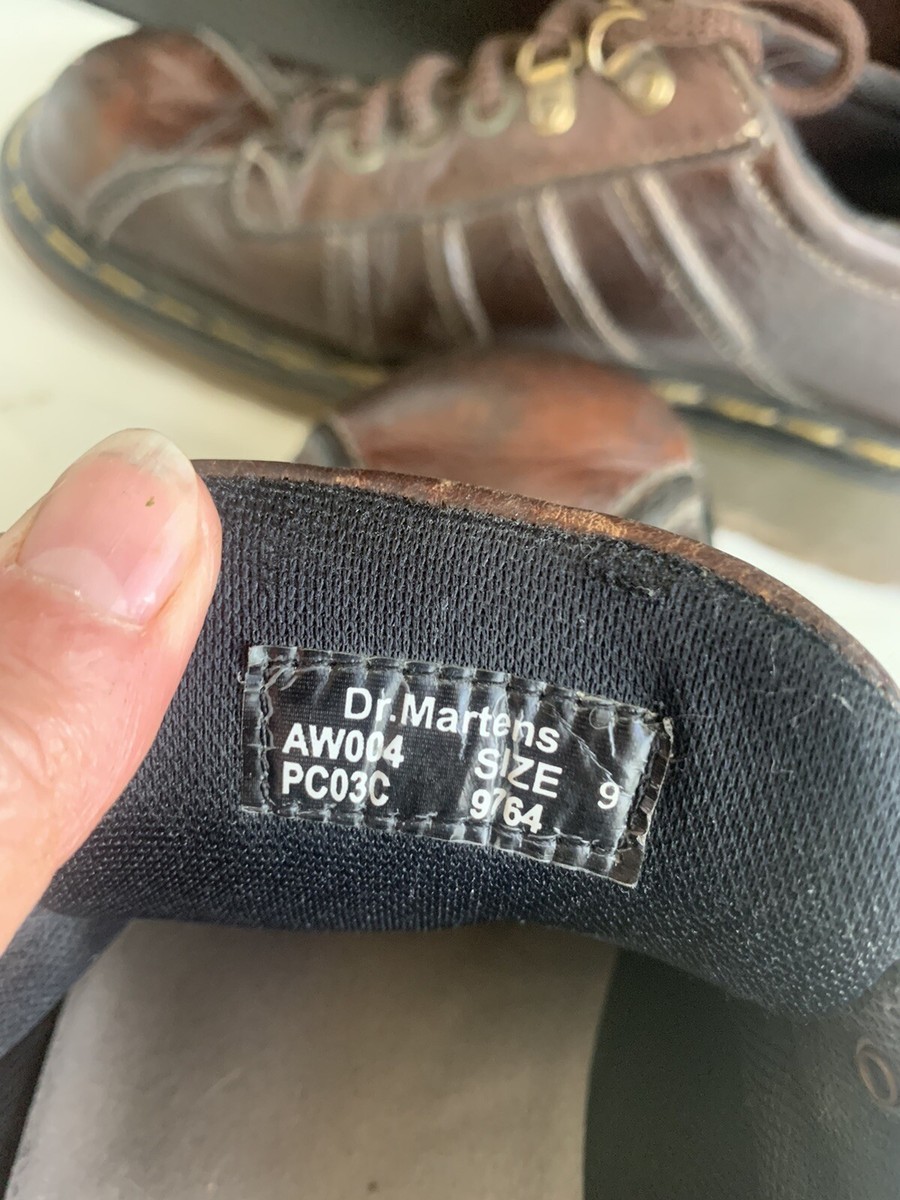 Dr.Martens
AW004 SIZE 9
PC03C 9764